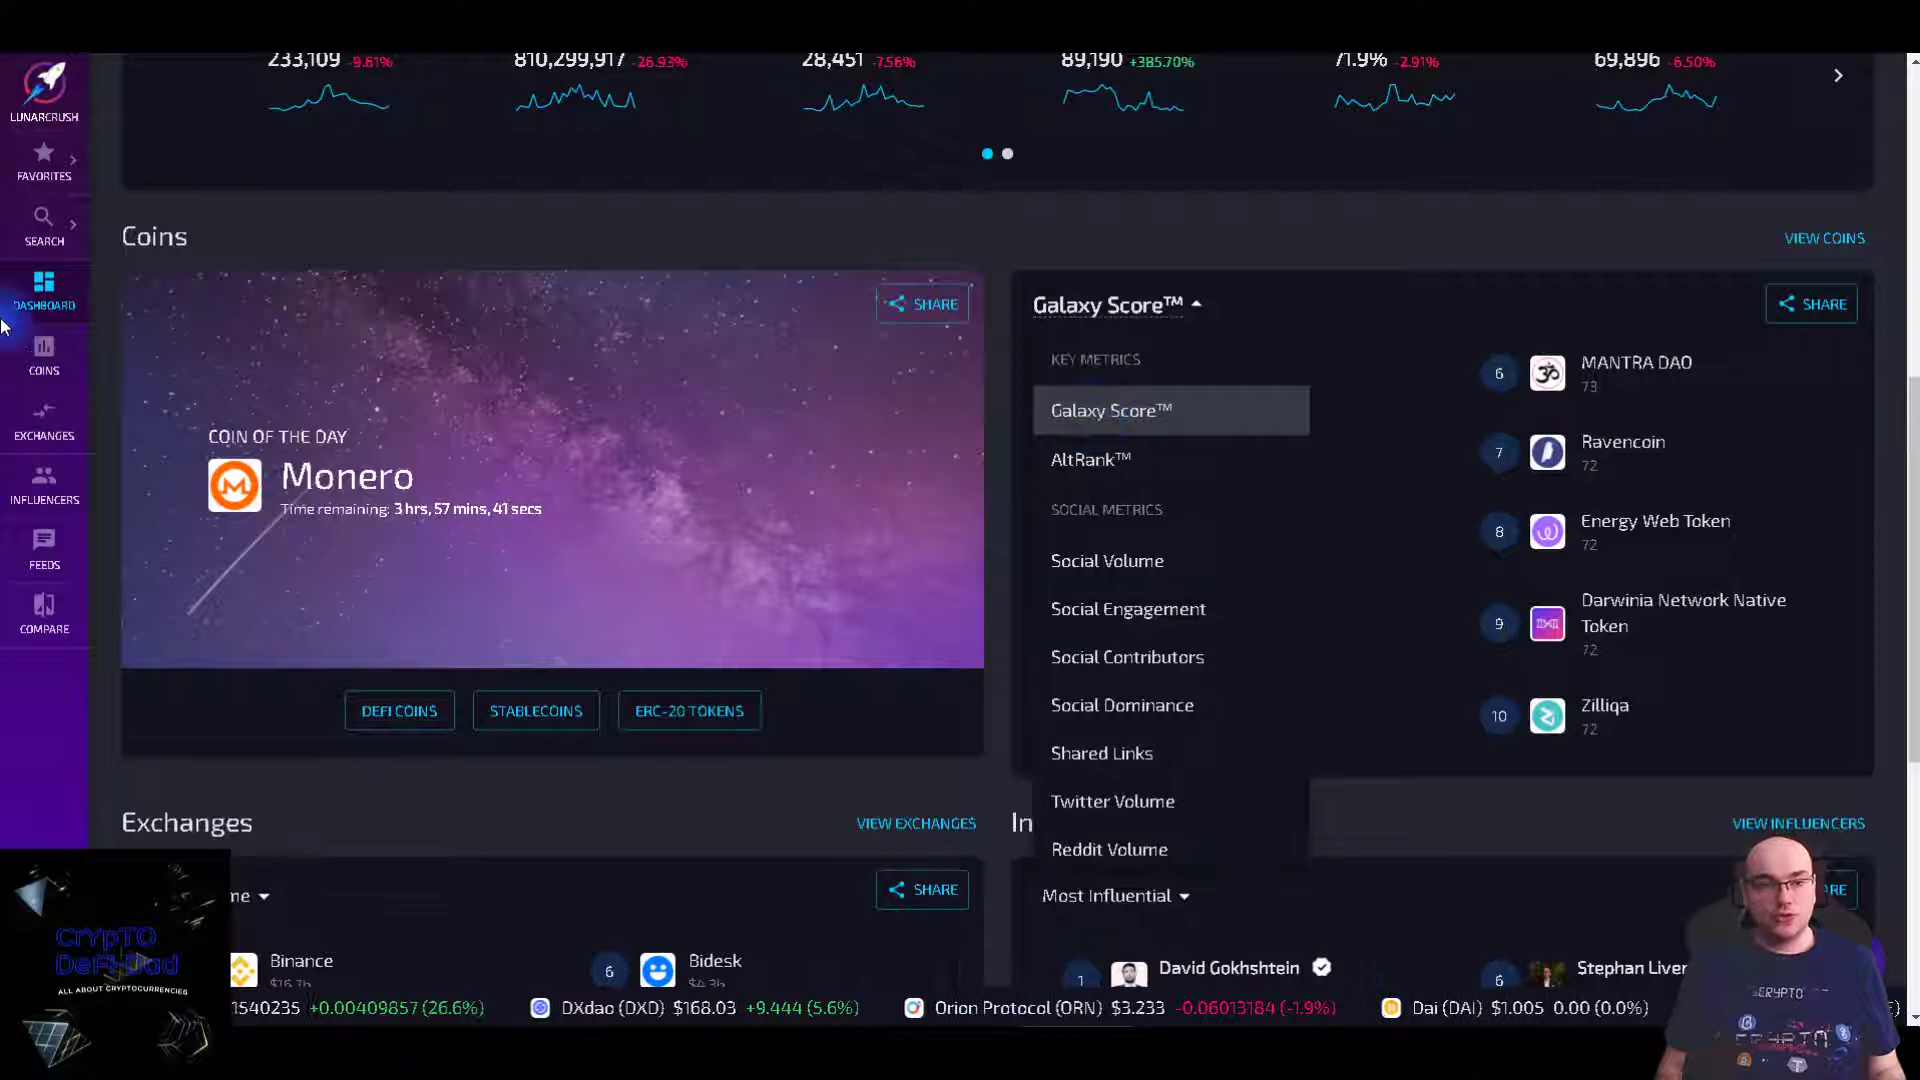 233,109 -9.61%
810,299,917 -26.93%
28,451 -7.56%
89,190 +385.70%
71.9% -2.91%
69,896 -6.50%
LUNARCRUSH
FAVORITES
SEARCH
DASHBOARD
COINS
EXCHANGES
INFLUENCERS
FEEDS
COMPARE
Coins
VIEW COINS
SHARE
COIN OF THE DAY
Monero
Time remaining: 3 hrs, 57 mins, 41 secs
DEFI COINS
STABLECOINS
ERC-20 TOKENS
Galaxy Score™
SHARE
KEY METRICS
Galaxy Score™
AltRank™
SOCIAL METRICS
Social Volume
Social Engagement
Social Contributors
Social Dominance
Shared Links
Twitter Volume
Reddit Volume
6 MANTRA DAO
73
7 Ravencoin
72
8 Energy Web Token
72
9 Darwinia Network Native
Token
72
10 Zilliqa
72
Exchanges
VIEW EXCHANGES
In
VIEW INFLUENCERS
me
SHARE
Most Influential
RE
Binance
6 Bidesk
1 David Gokhshtein
6 Stephan Liver
1540235 +0.00409857 (26.6%)
DXdao (DXD) $168.03 +9.444 (5.6%)
Orion Protocol (ORN) $3.233 -0.06013184 (-1.9%)
Dai (DAI) $1.005 0.00 (0.0%)
CrYpTO
DeFi Dad
ALL ABOUT CRYPTOCURRENCIES